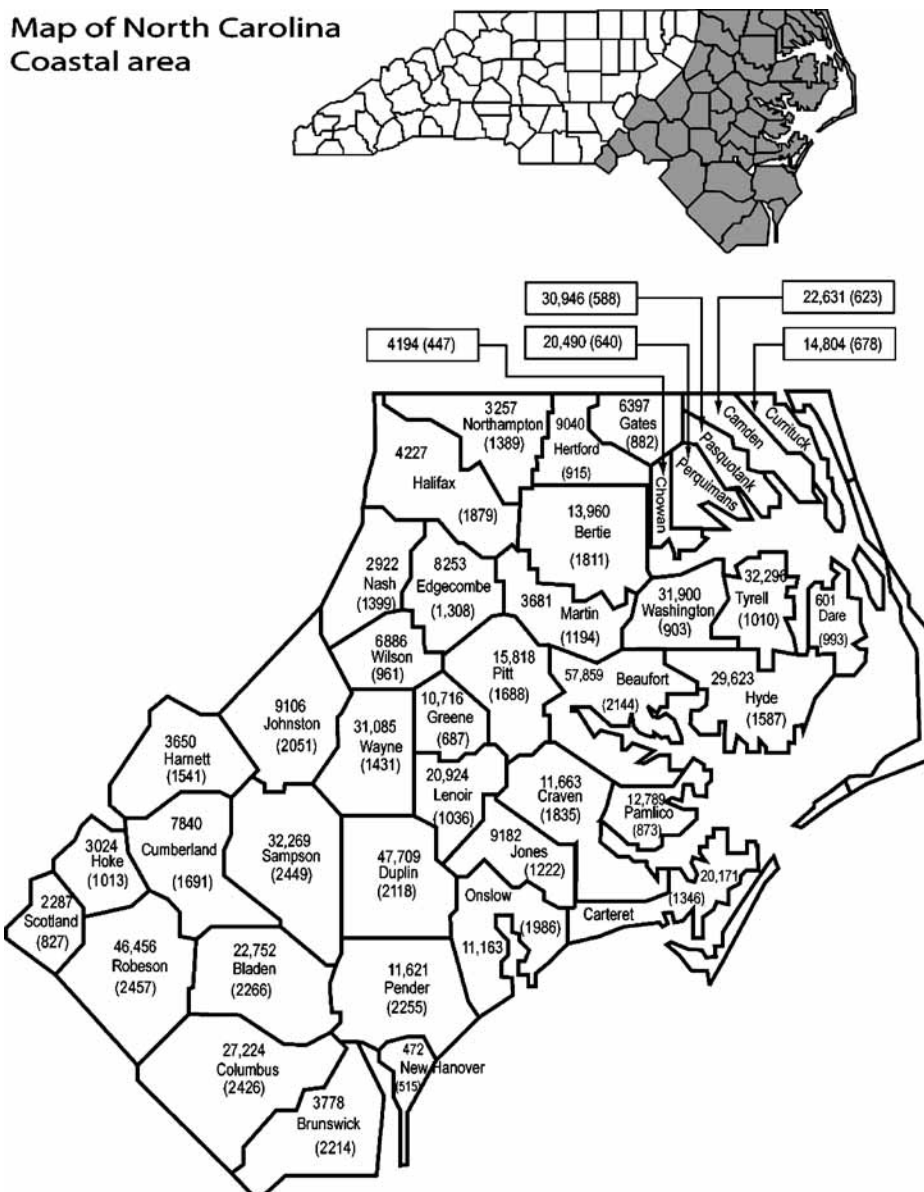 Map of North Carolina
Coastal area
30,946 (588)
22,631 (623)
4194 (447)
20,490 (640)
14,804 (678)
3257
Northampton
(1389)
9040
Hertford
(915)
6397
Gates
(882)
Chowan
Perquimans
Pasquotank
Camden
Currituck
4227
Halifax
(1879)
13,960
Bertie
(1811)
2922
Nash
(1399)
8253
Edgecombe
(1,308)
3681
Martin
(1194)
31,900
Washington
(903)
32,296
Tyrell
(1010)
601
Dare
(993)
6886
Wilson
(961)
15,818
Pitt
(1688)
57,859
Beaufort
(2144)
29,623
Hyde
(1587)
9106
Johnston
(2051)
31,085
Wayne
(1431)
10,716
Greene
(687)
3650
Harnett
(1541)
20,924
Lenoir
(1036)
11,663
Craven
(1835)
12,789
Pamlico
(873)
7840
Cumberland
(1691)
32,269
Sampson
(2449)
47,709
Duplin
(2118)
9182
Jones
(1222)
3024
Hoke
(1013)
2287
Scotland
(827)
Onslow
(1986)
11,163
Carteret
(1346)
20,171
46,456
Robeson
(2457)
22,752
Bladen
(2266)
11,621
Pender
(2255)
27,224
Columbus
(2426)
472
New Hanover
(515)
3778
Brunswick
(2214)